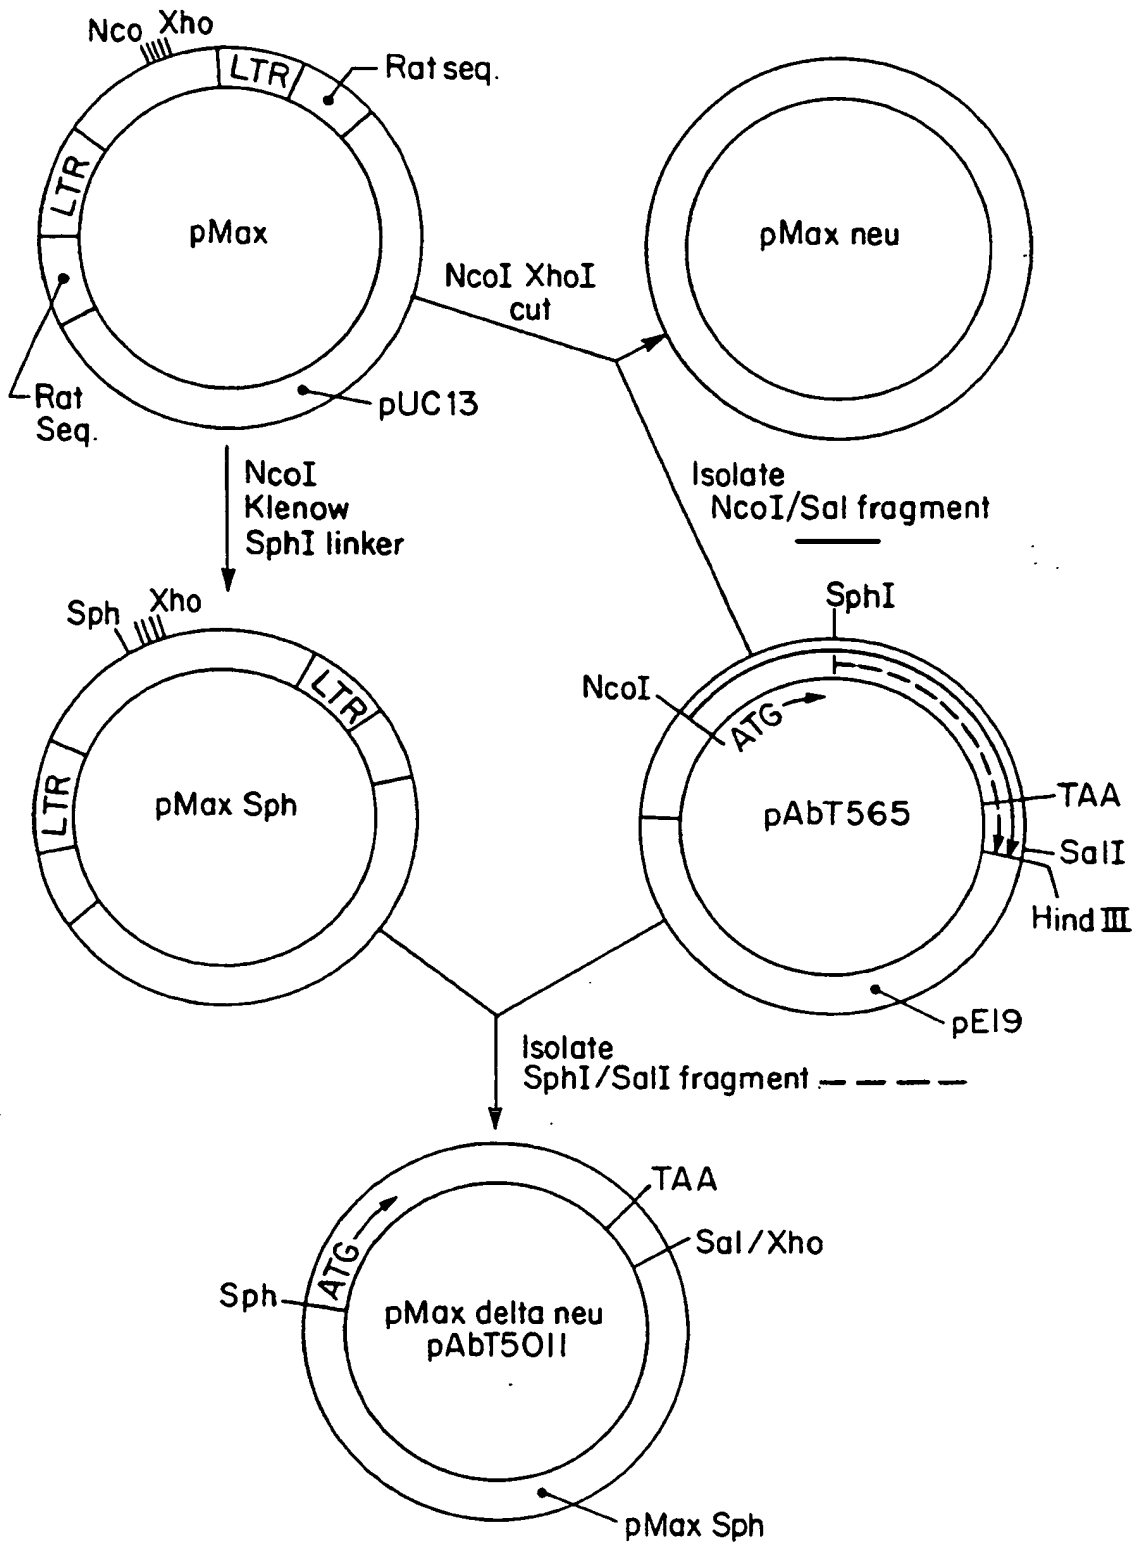 Nco Xho
LTR
Rat seq.
LTR
pMax
Rat
Seq.
pUC13
pMax neu
NcoI XhoI
cut
NcoI
Klenow
SphI linker
Isolate
NcoI/Sal fragment
Sph Xho
LTR
LTR
pMax Sph
SphI
NcoI
ATG
pAbT565
TAA
SalI
Hind III
pE19
Isolate
SphI/SalI fragment
TAA
Sal/Xho
ATG
Sph
pMax delta neu
pAbT5011
pMax Sph